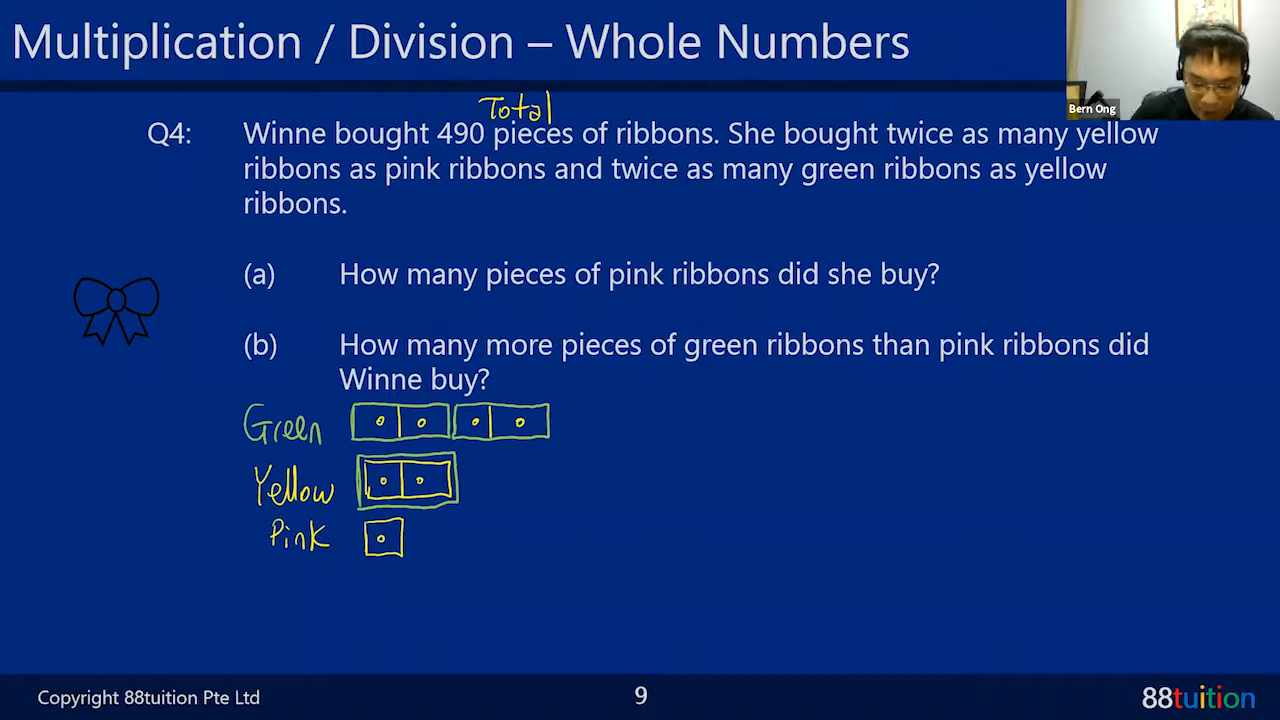 Multiplication / Division – Whole Numbers
Bern Ong
Total
Q4: Winne bought 490 pieces of ribbons. She bought twice as many yellow
ribbons as pink ribbons and twice as many green ribbons as yellow
ribbons.
(a) How many pieces of pink ribbons did she buy?
(b) How many more pieces of green ribbons than pink ribbons did
Winne buy?
Green
Yellow
Pink
Copyright 88tuition Pte Ltd
9
88tuition